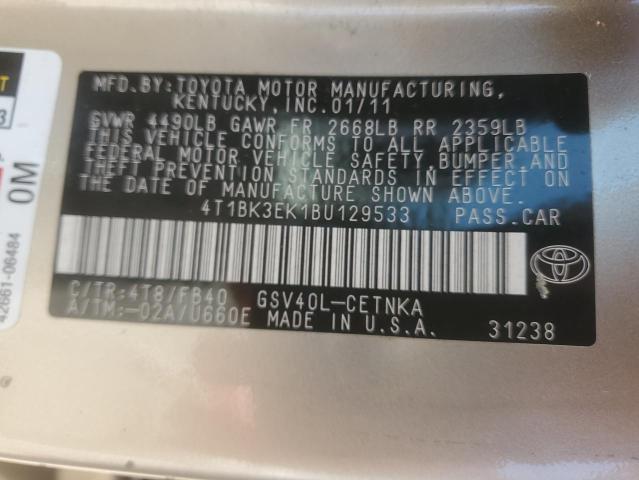 MFD.BY:TOYOTA MOTOR MANUFACTURING,
KENTUCKY,INC.01/11
GVWR 4490LB GAWR FR 2668LB RR 2359LB
THIS VEHICLE CONFORMS TO ALL APPLICABLE
FEDERAL MOTOR VEHICLE SAFETY,BUMPER,AND
THEFT PREVENTION STANDARDS IN EFFECT ON
THE DATE OF MANUFACTURE SHOWN ABOVE.
4T1BK3EK1BU129533 PASS.CAR
C/TR:4T8/FB40 GSV40L-CETNKA
A/TM:-02A/U660E MADE IN U.S.A. 31238
42661-06484
OM